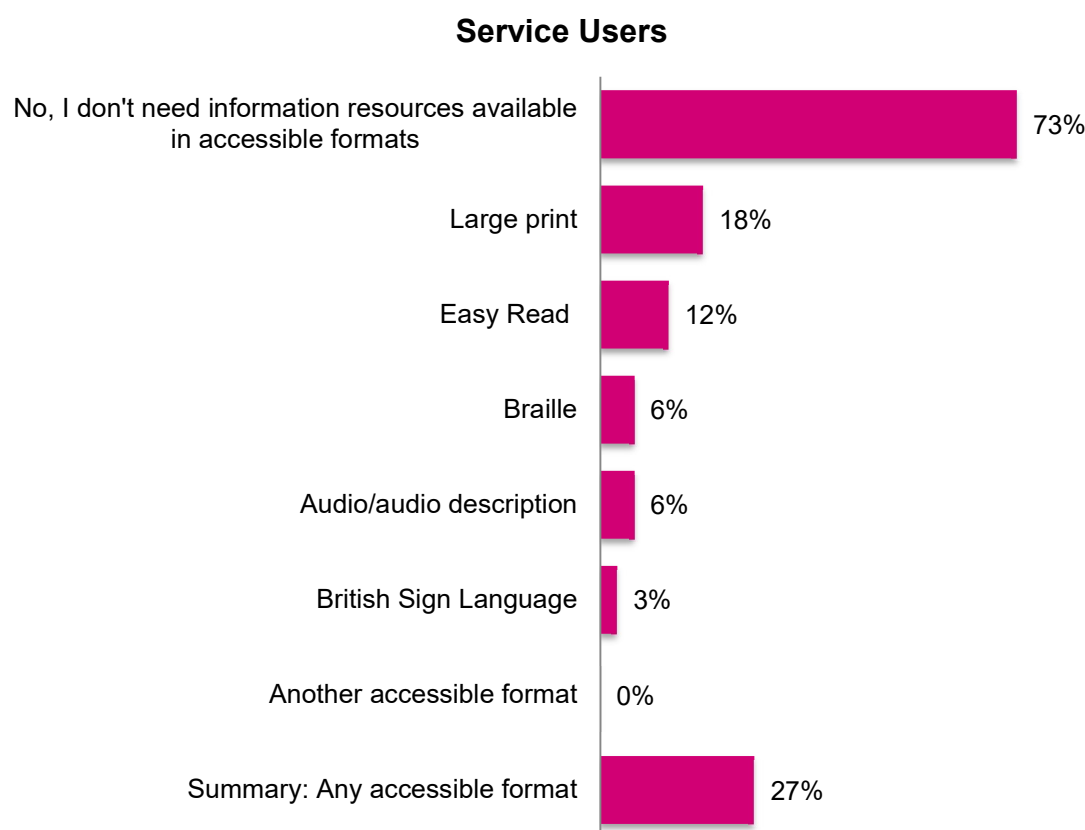 Service Users
No, I don't need information resources available
in accessible formats
73%
Large print
18%
Easy Read
12%
Braille
6%
Audio/audio description
6%
British Sign Language
3%
Another accessible format
0%
Summary: Any accessible format
27%